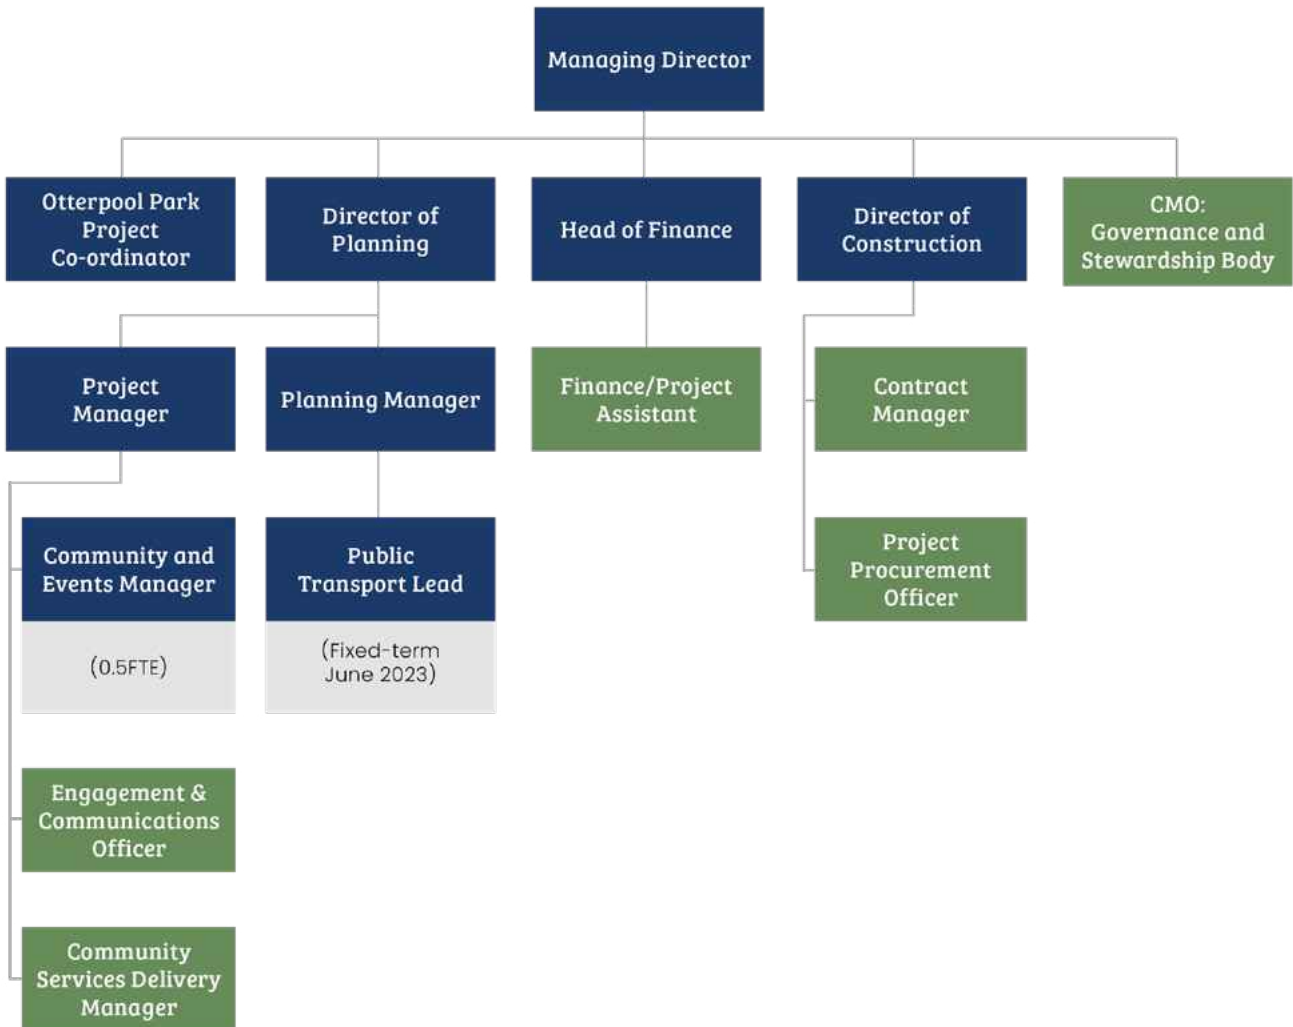 Managing Director
Otterpool Park
Project
Co-ordinator
Director of
Planning
Head of Finance
Director of
Construction
CMO:
Governance and
Stewardship Body
Project
Manager
Planning Manager
Finance/Project
Assistant
Contract
Manager
Community and
Events Manager
(0.5FTE)
Public
Transport Lead
(Fixed-term
June 2023)
Project
Procurement
Officer
Engagement &
Communications
Officer
Community
Services Delivery
Manager